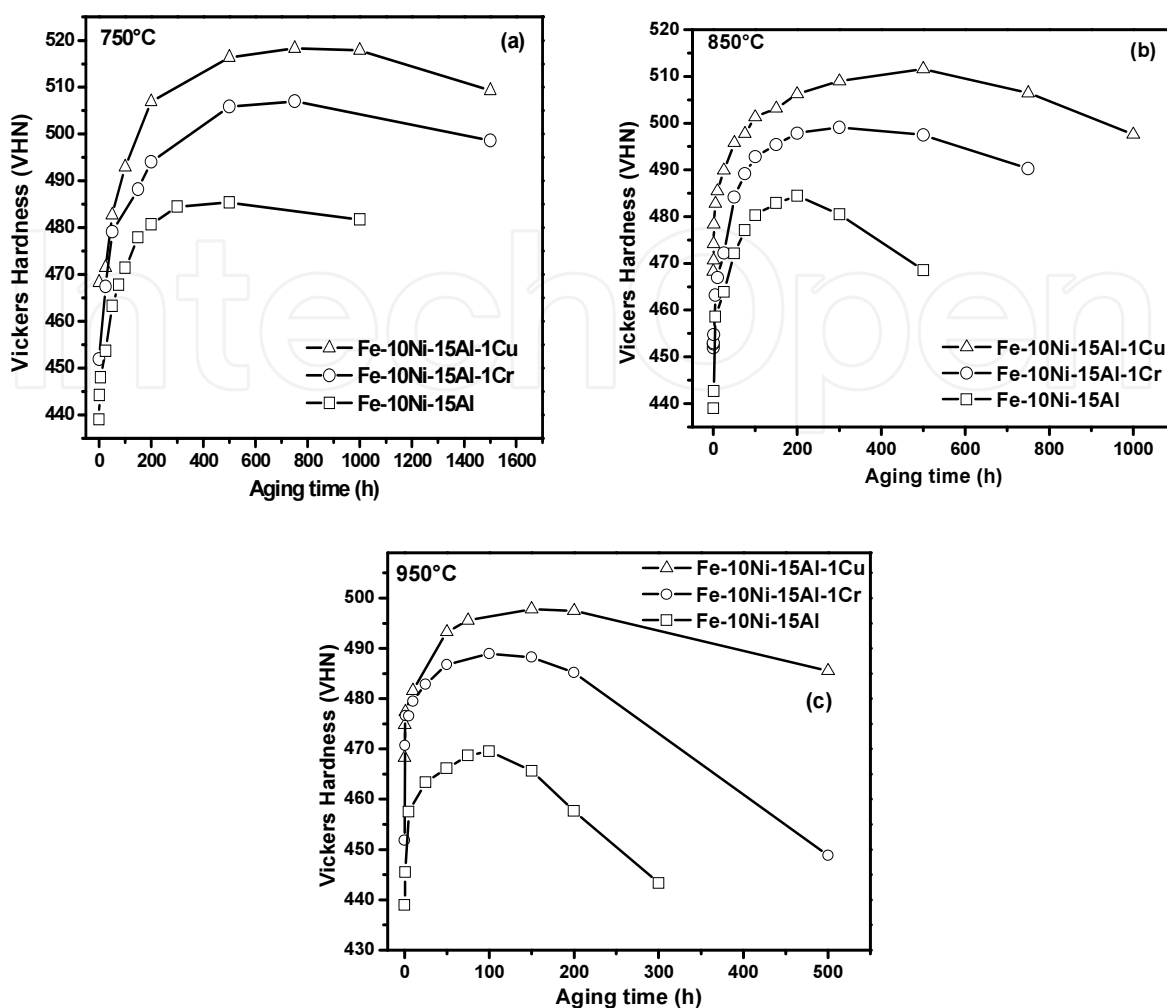 750°C
(a)
Vickers Hardness (VHN)
520
510
500
490
480
470
460
450
440
Fe-10Ni-15Al-1Cu
Fe-10Ni-15Al-1Cr
Fe-10Ni-15Al
0 200 400 600 800 1000 1200 1400 1600
Aging time (h)
850°C
(b)
Vickers Hardness (VHN)
520
510
500
490
480
470
460
450
440
Fe-10Ni-15Al-1Cu
Fe-10Ni-15Al-1Cr
Fe-10Ni-15Al
0 200 400 600 800 1000
Aging time (h)
IntechOpen
950°C
Fe-10Ni-15Al-1Cu
Fe-10Ni-15Al-1Cr
Fe-10Ni-15Al
(c)
Vickers Hardness (VHN)
500
490
480
470
460
450
440
430
0 100 200 300 400 500
Aging time (h)